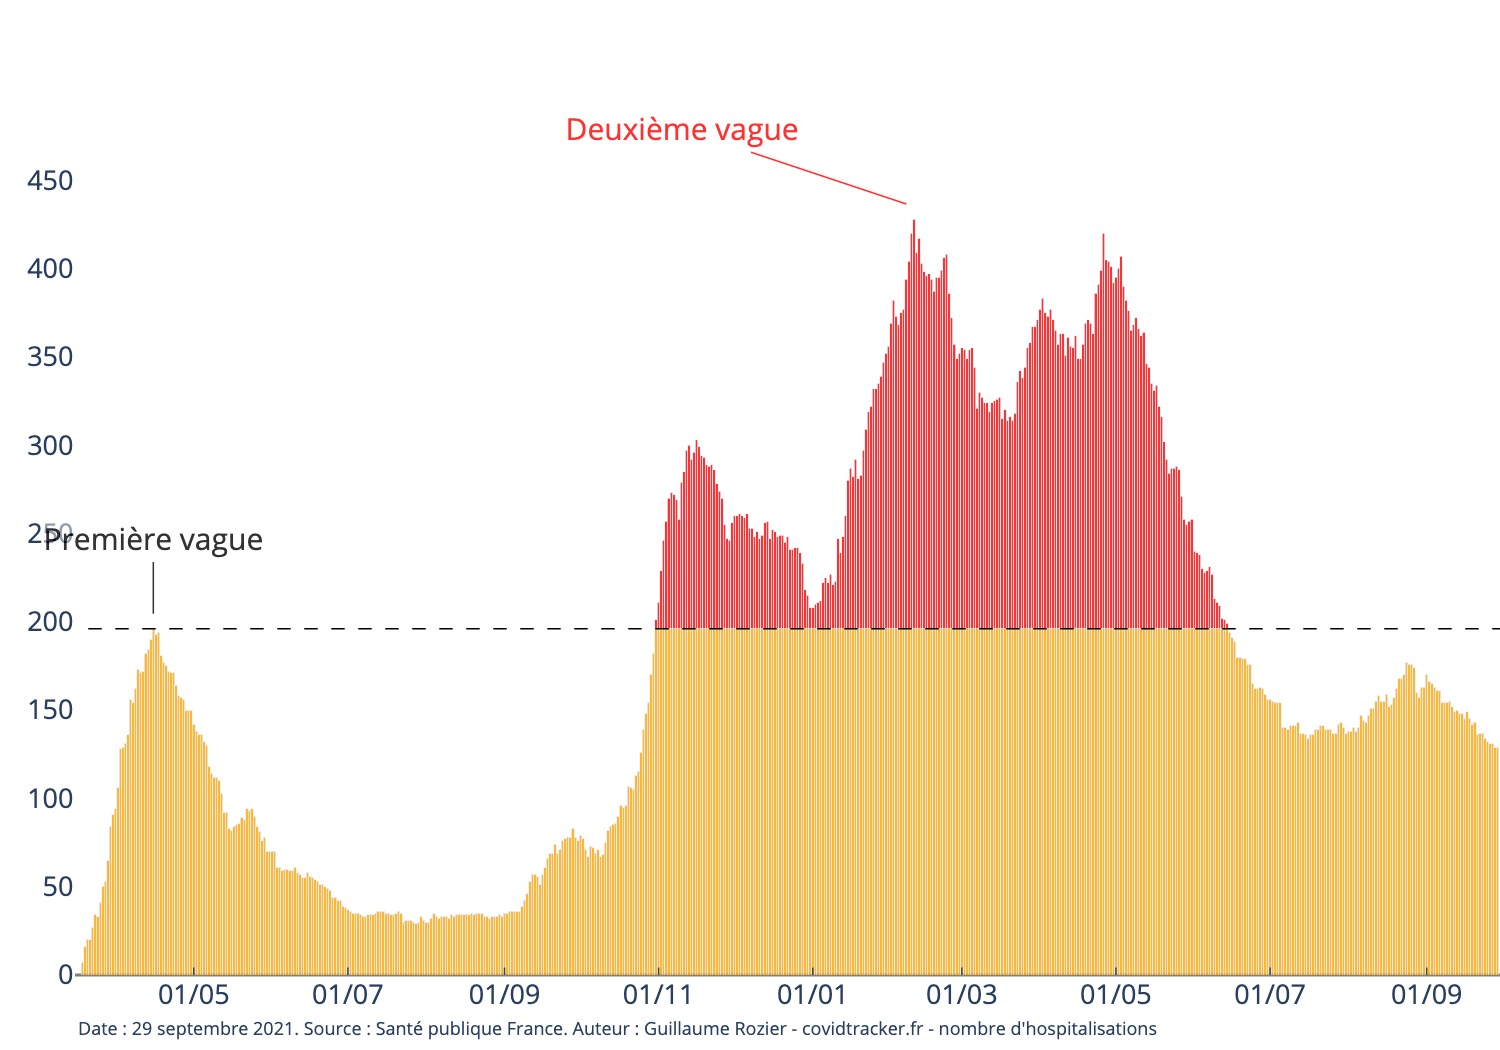 Deuxième vague
450
400
350
300
250
Première vague
200
150
100
50
0
01/05 01/07 01/09 01/11 01/01 01/03 01/05 01/07 01/09
Date : 29 septembre 2021. Source : Santé publique France. Auteur : Guillaume Rozier - covidtracker.fr - nombre d'hospitalisations